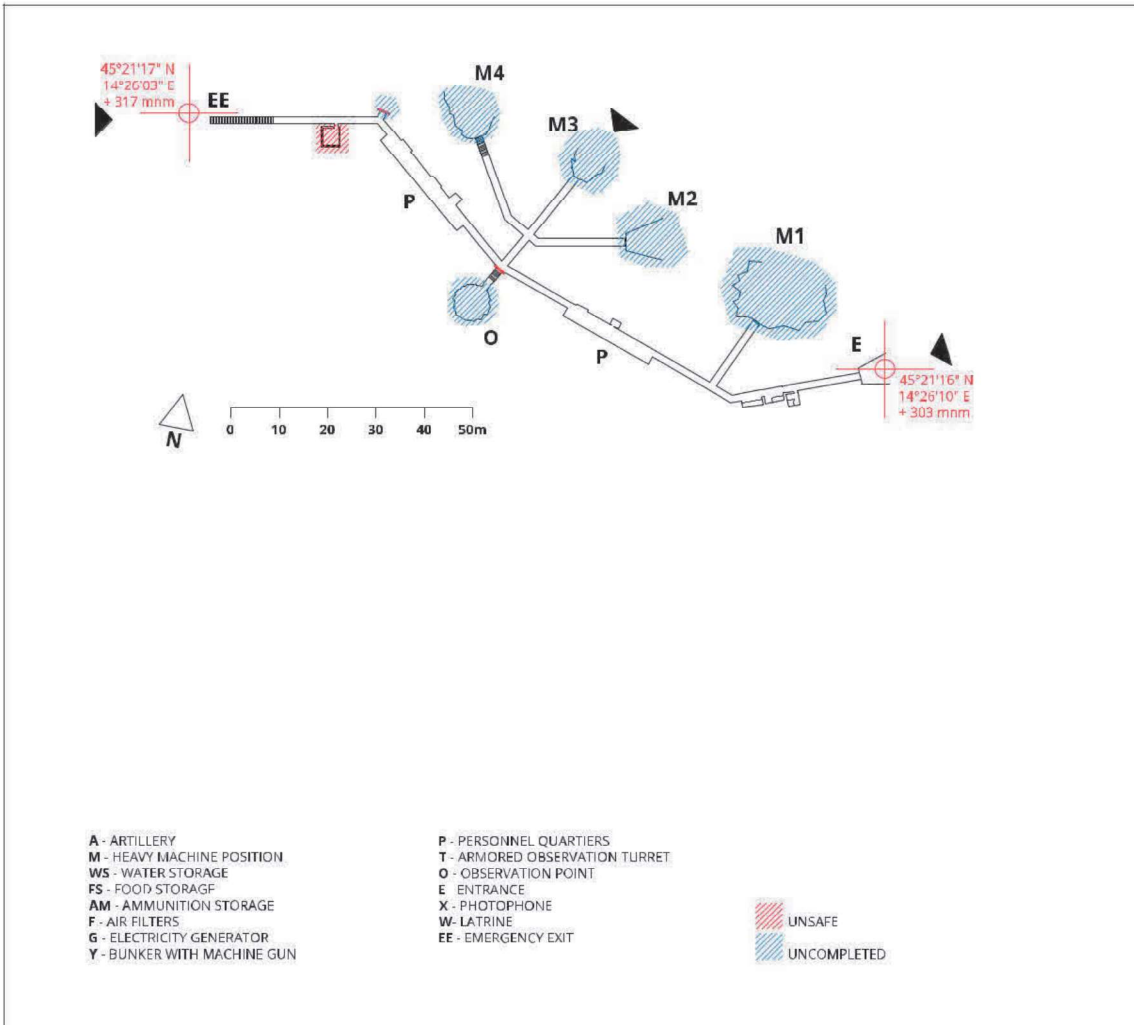 45°21'17" N
14°26'03" E
+ 317 mnm
EE
M4
M3
M2
M1
P
O
P
E
45°21'16" N
14°26'10" E
+ 303 mnm
N
0 10 20 30 40 50m
A - ARTILLERY
M - HEAVY MACHINE POSITION
WS - WATER STORAGE
FS - FOOD STORAGE
AM - AMMUNITION STORAGE
F - AIR FILTERS
G - ELECTRICITY GENERATOR
Y - BUNKER WITH MACHINE GUN
P - PERSONNEL QUARTIERS
T - ARMORED OBSERVATION TURRET
O - OBSERVATION POINT
E ENTRANCE
X - PHOTOPHONE
W- LATRINE
EE - EMERGENCY EXIT
UNSAFE
UNCOMPLETED